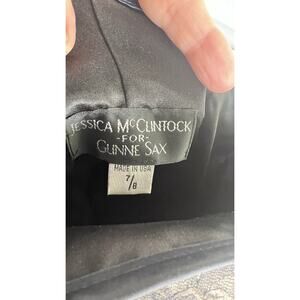 JESSICA MCCLINTOCK
-FOR-
GUNNE SAX
MADE IN USA
7/8